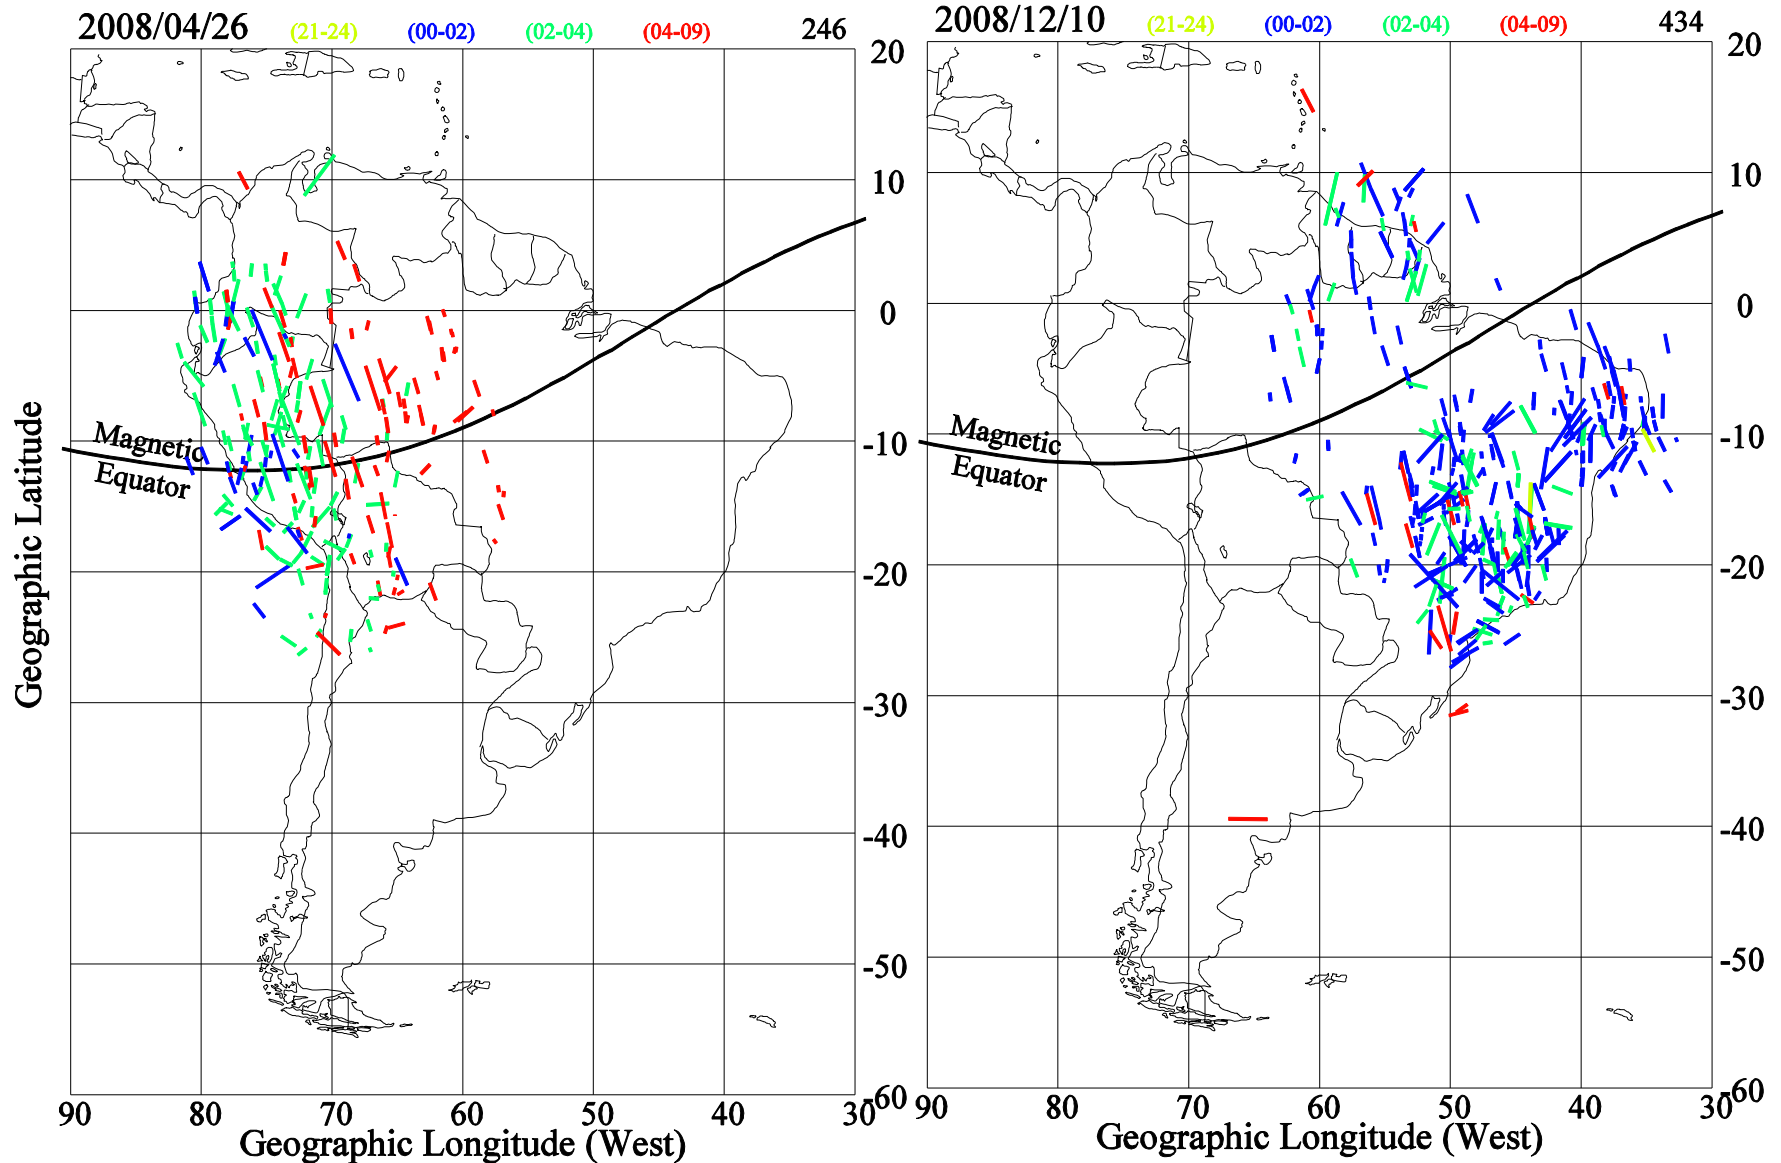 2008/04/26 (21-24) (00-02) (02-04) (04-09) 246
20
10
0
-10
-20
-30
-40
-50
-60
Geographic Latitude
Magnetic
Equator
90 80 70 60 50 40 30
Geographic Longitude (West)
2008/12/10 (21-24) (00-02) (02-04) (04-09) 434
20
10
0
-10
-20
-30
-40
-50
-60
Magnetic
Equator
90 80 70 60 50 40 30
Geographic Longitude (West)